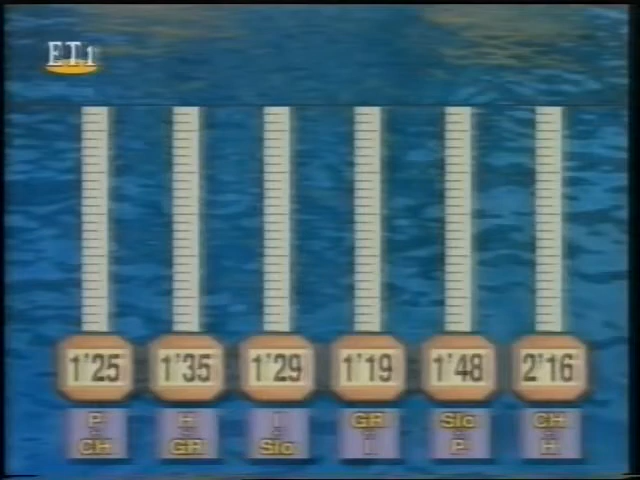 ET1
1'25 1'35 1'29 1'19 1'48 2'16
P H I GR Slo CH
CH GR Slo I P H